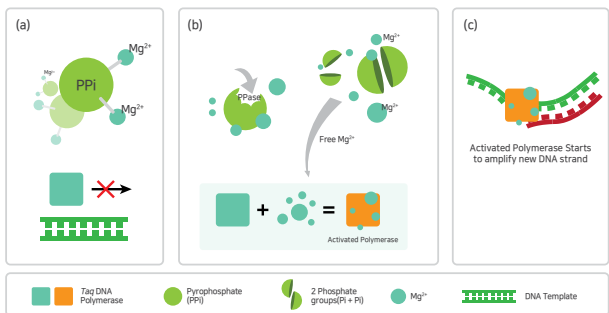 (a)
Mg²⁺
Mg²⁺
PPi
Mg²⁺
(b)
Mg²⁺
PPase
Mg²⁺
Free Mg²⁺
+
=
Activated Polymerase
(c)
Activated Polymerase Starts
to amplify new DNA strand
Taq DNA
Polymerase
Pyrophosphate
(PPi)
2 Phosphate
groups(Pi + Pi)
Mg²⁺
DNA Template